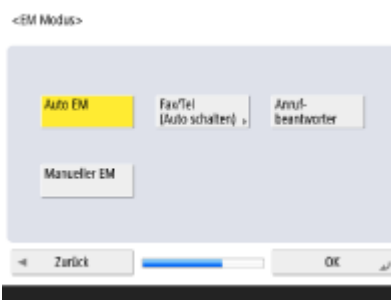 <EM Modus>
Auto EM
Fax/Tel
(Auto schalten)
Anruf-
beantworter
Manueller EM
Zurück
OK